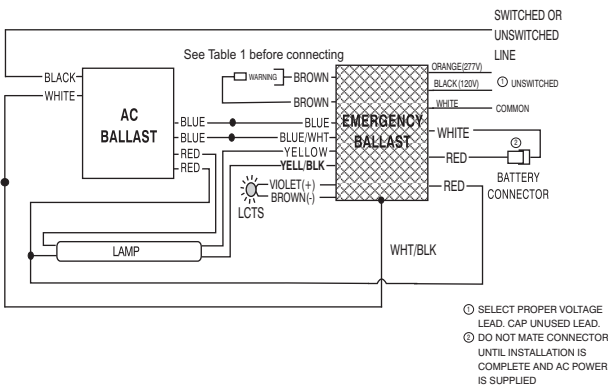 SWITCHED OR
UNSWITCHED
LINE
See Table 1 before connecting
ORANGE(277V)
BLACK
WARNING
BROWN
BLACK (120V)
① UNSWITCHED
WHITE
BROWN
WHITE
COMMON
AC
BALLAST
BLUE
BLUE
EMERGENCY
BALLAST
BLUE
BLUE/WHT
WHITE
②
RED
RED
YELLOW
YELL/BLK
RED
BATTERY
CONNECTOR
VIOLET(+)
BROWN(-)
RED
LCTS
LAMP
WHT/BLK
① SELECT PROPER VOLTAGE
LEAD. CAP UNUSED LEAD.
② DO NOT MATE CONNECTOR
UNTIL INSTALLATION IS
COMPLETE AND AC POWER
IS SUPPLIED